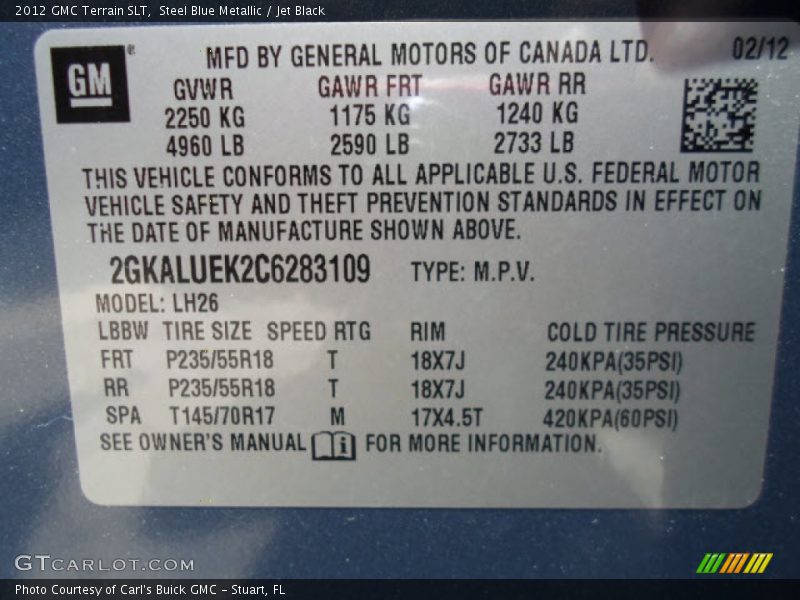 2012 GMC Terrain SLT, Steel Blue Metallic / Jet Black
GM ®
MFD BY GENERAL MOTORS OF CANADA LTD. 02/12
GVWR GAWR FRT GAWR RR
2250 KG 1175 KG 1240 KG
4960 LB 2590 LB 2733 LB
THIS VEHICLE CONFORMS TO ALL APPLICABLE U.S. FEDERAL MOTOR
VEHICLE SAFETY AND THEFT PREVENTION STANDARDS IN EFFECT ON
THE DATE OF MANUFACTURE SHOWN ABOVE.
2GKALUEK2C6283109 TYPE: M.P.V.
MODEL: LH26
LBBW TIRE SIZE SPEED RTG RIM COLD TIRE PRESSURE
FRT P235/55R18 T 18X7J 240KPA(35PSI)
RR P235/55R18 T 18X7J 240KPA(35PSI)
SPA T145/70R17 M 17X4.5T 420KPA(60PSI)
SEE OWNER'S MANUAL i FOR MORE INFORMATION.
GTCARLOT.COM
Photo Courtesy of Carl's Buick GMC - Stuart, FL